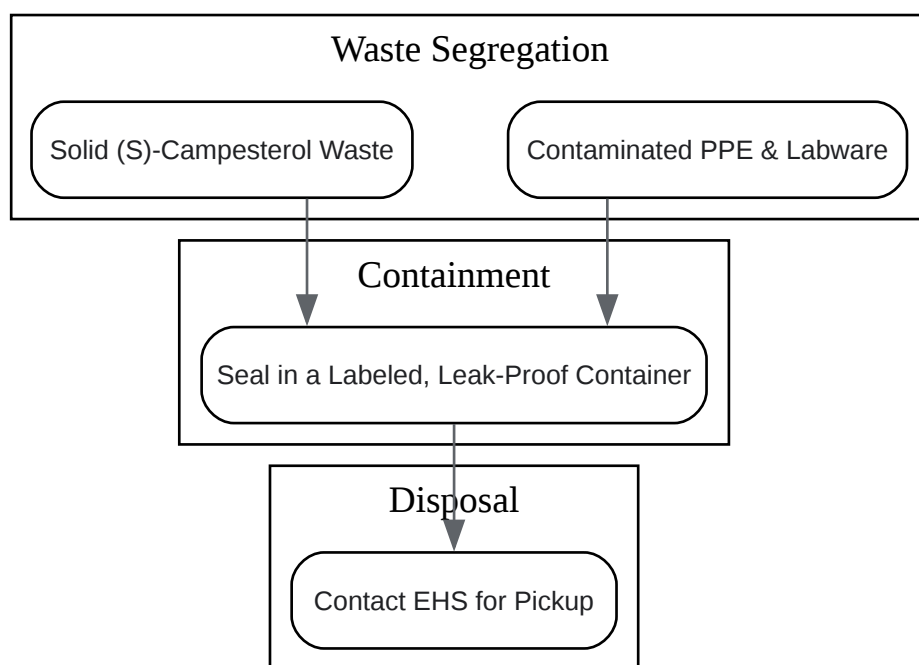 Waste Segregation
Solid (S)-Campesterol Waste
Contaminated PPE & Labware
Containment
Seal in a Labeled, Leak-Proof Container
Disposal
Contact EHS for Pickup